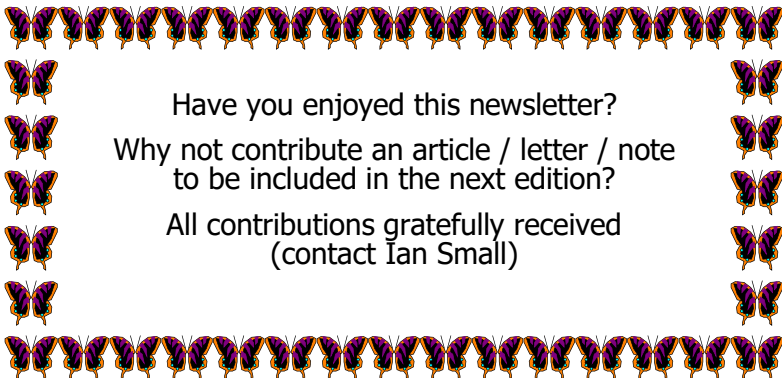 Have you enjoyed this newsletter?
Why not contribute an article / letter / note
to be included in the next edition?
All contributions gratefully received
(contact Ian Small)